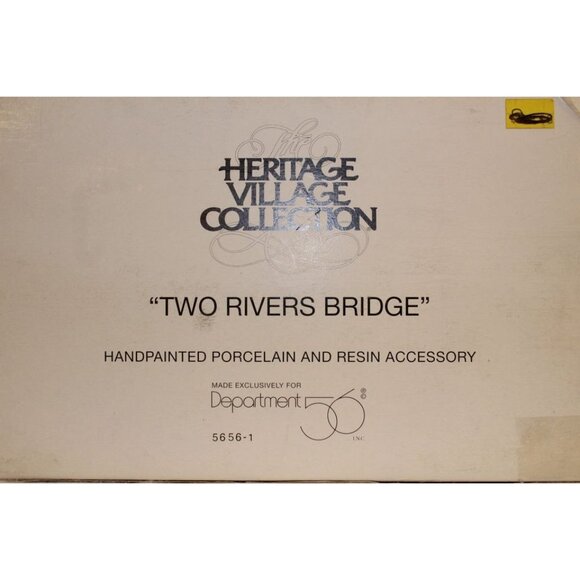 The
HERITAGE
VILLAGE
COLLECTION
“TWO RIVERS BRIDGE”
HANDPAINTED PORCELAIN AND RESIN ACCESSORY
MADE EXCLUSIVELY FOR
Department 56
INC
5656-1